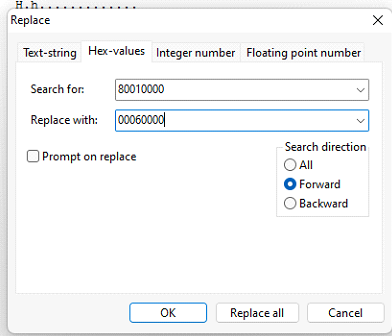 H.h.............
Replace
Text-string Hex-values Integer number Floating point number
Search for: 80010000
Replace with: 00060000
Prompt on replace
Search direction
All
Forward
Backward
OK Replace all Cancel